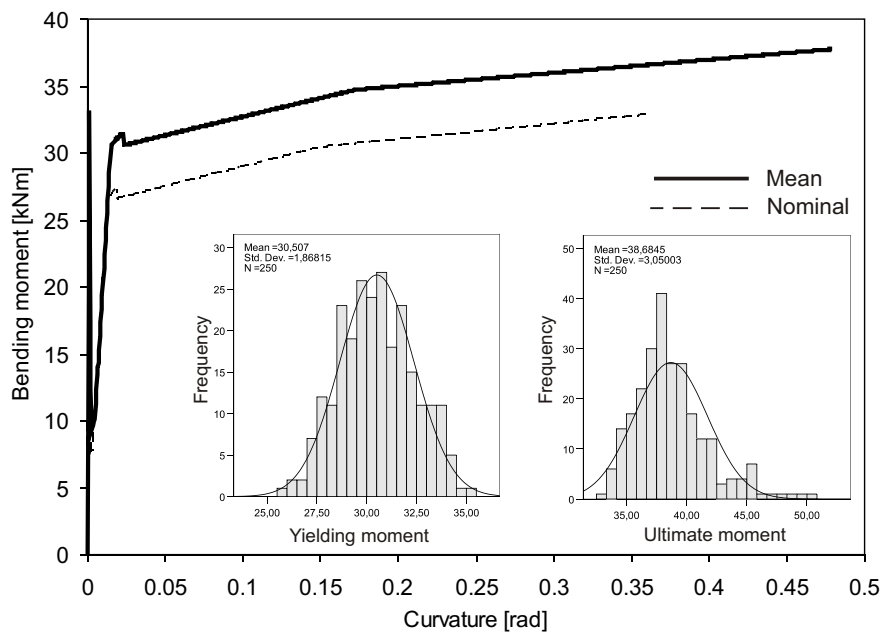 40
35
30
25
20
15
10
5
0
Bending moment [kNm]
Mean
Nominal
Mean =30,507
Std. Dev. =1,86815
N =250
30
25
20
15
10
5
0
Frequency
25,00 27,50 30,00 32,50 35,00
Yielding moment
Mean =38,6845
Std. Dev. =3,05003
N =250
50
40
30
20
10
0
Frequency
35,00 40,00 45,00 50,00
Ultimate moment
0 0.05 0.1 0.15 0.2 0.25 0.3 0.35 0.4 0.45 0.5
Curvature [rad]